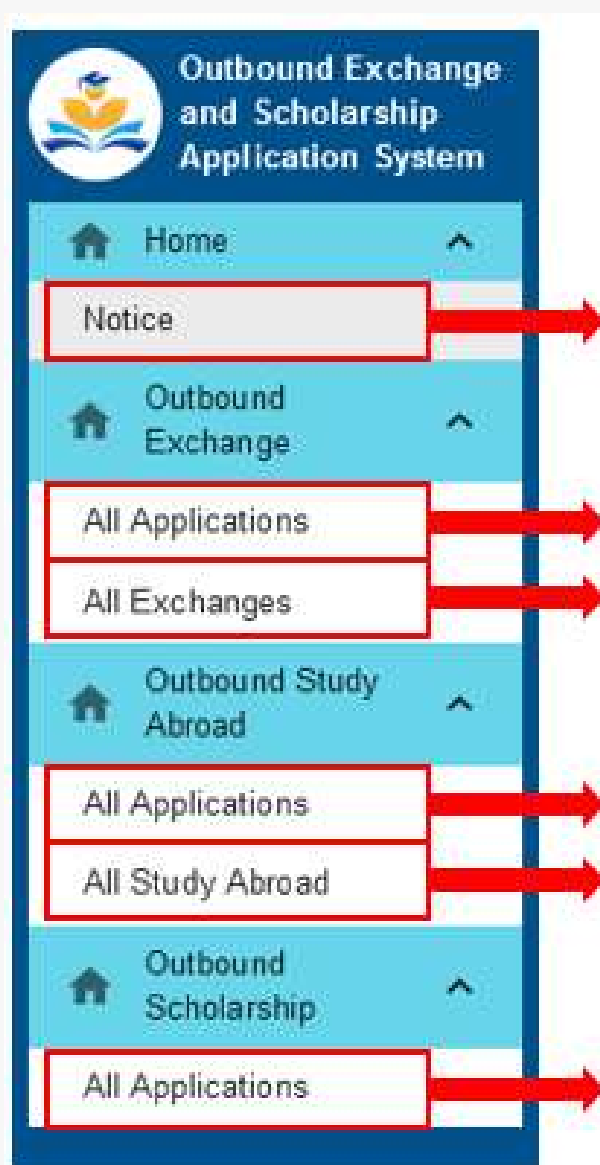 Outbound Exchange
and Scholarship
Application System
Home
Notice
Outbound
Exchange
All Applications
All Exchanges
Outbound Study
Abroad
All Applications
All Study Abroad
Outbound
Scholarship
All Applications